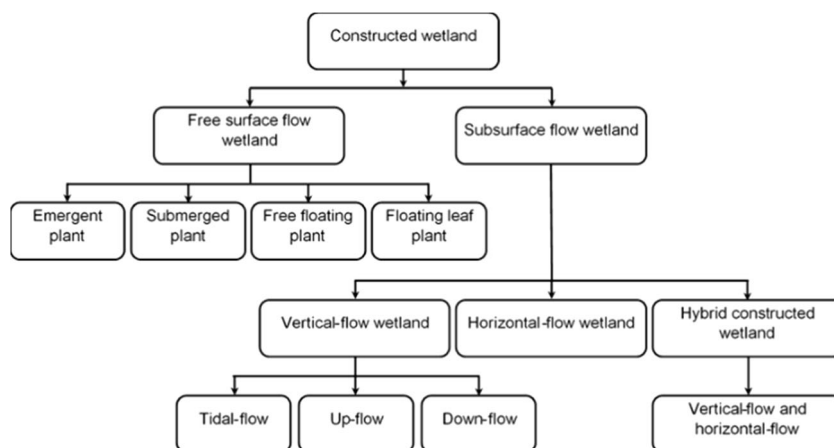 Constructed wetland
Free surface flow
wetland
Subsurface flow wetland
Emergent
plant
Submerged
plant
Free floating
plant
Floating leaf
plant
Vertical-flow wetland
Horizontal-flow wetland
Hybrid constructed
wetland
Tidal-flow
Up-flow
Down-flow
Vertical-flow and
horizontal-flow